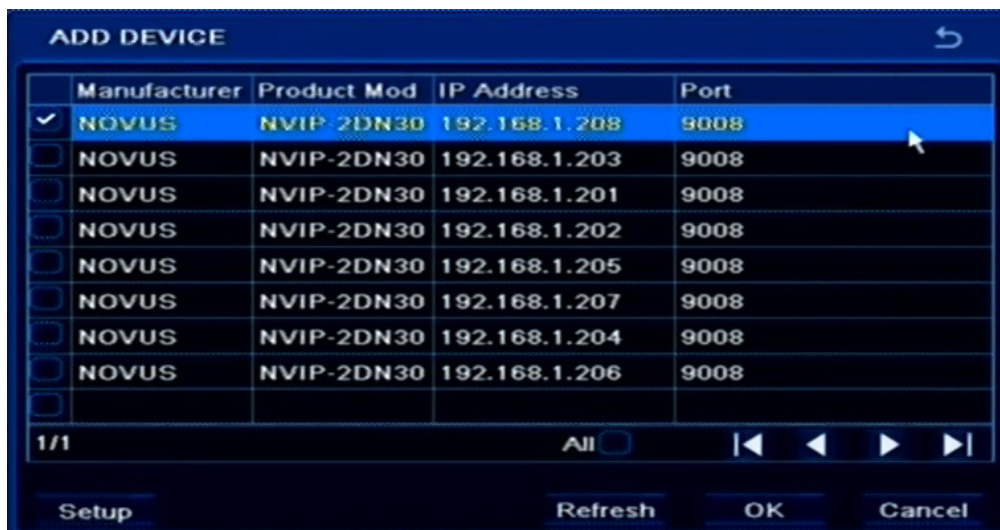 ADD DEVICE
Manufacturer Product Mod IP Address Port
NOVUS NVIP-2DN30 192.168.1.208 9008
NOVUS NVIP-2DN30 192.168.1.203 9008
NOVUS NVIP-2DN30 192.168.1.201 9008
NOVUS NVIP-2DN30 192.168.1.202 9008
NOVUS NVIP-2DN30 192.168.1.205 9008
NOVUS NVIP-2DN30 192.168.1.207 9008
NOVUS NVIP-2DN30 192.168.1.204 9008
NOVUS NVIP-2DN30 192.168.1.206 9008
1/1 All
Setup Refresh OK Cancel